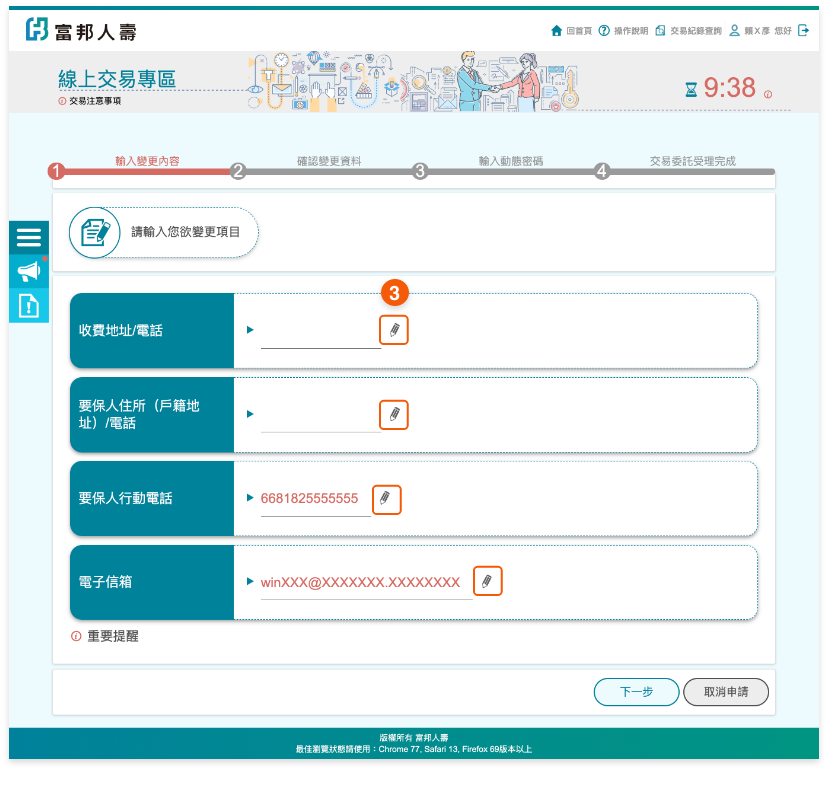 富邦人壽
回首頁 操作說明 交易紀錄查詢 賴X彥 您好
線上交易專區
交易注意事項
9:38
輸入變更內容 確認變更資料 輸入動態密碼 交易委託受理完成
1 2 3 4
請輸入您欲變更項目
3
收費地址/電話
要保人住所（戶籍地
址）/電話
要保人行動電話 6681825555555
電子信箱 winXXX@XXXXXXX.XXXXXXXX
重要提醒
下一步 取消申請
版權所有 富邦人壽
最佳瀏覽狀態請使用：Chrome 77, Safari 13, Firefox 69版本以上